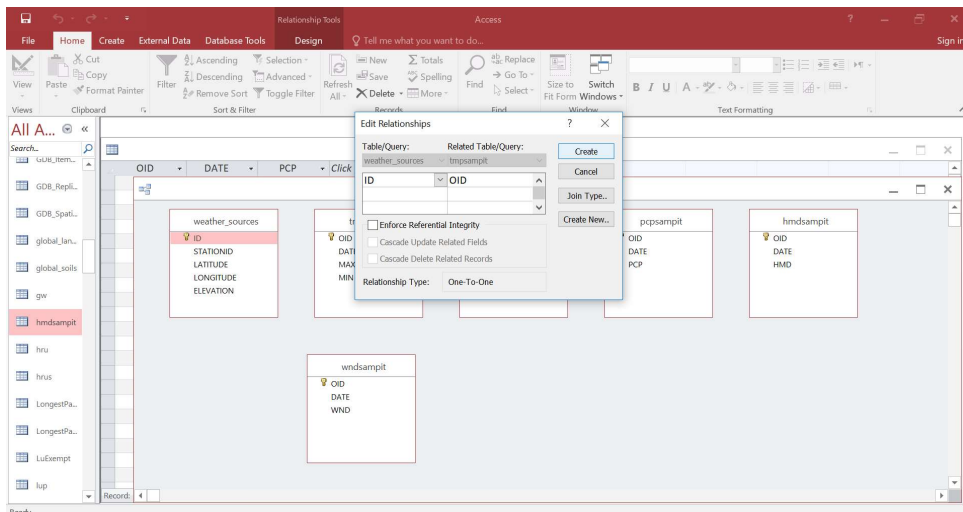 Relationship Tools
Access
File Home Create External Data Database Tools Design Tell me what you want to do...
Sign in
View
Paste
Cut
Copy
Format Painter
Filter
Ascending
Descending
Remove Sort
Selection
Advanced
Toggle Filter
Refresh
All
New
Save
Delete
Totals
Spelling
More
Find
Replace
Go To
Select
Size to
Fit Form
Switch
Windows
B I U A
Views Clipboard Sort & Filter Records Find Window Text Formatting
All A...
Search..
GDB_Item...
GDB_Repli...
GDB_Spati...
global_lan...
global_soils
gw
hmdsampit
hru
hrus
LongestPa...
LongestPa...
LuExempt
lup
OID DATE PCP Click
Edit Relationships ? ×
Table/Query: Related Table/Query:
weather_sources tmpsampit
ID OID
Enforce Referential Integrity
Cascade Update Related Fields
Cascade Delete Related Records
Relationship Type: One-To-One
Create
Cancel
Join Type..
Create New..
weather_sources
ID
STATIONID
LATITUDE
LONGITUDE
ELEVATION
OID
pcpsampit
OID
DATE
PCP
hmdsampit
OID
DATE
HMD
wndsampit
OID
DATE
WND
Record:
Ready